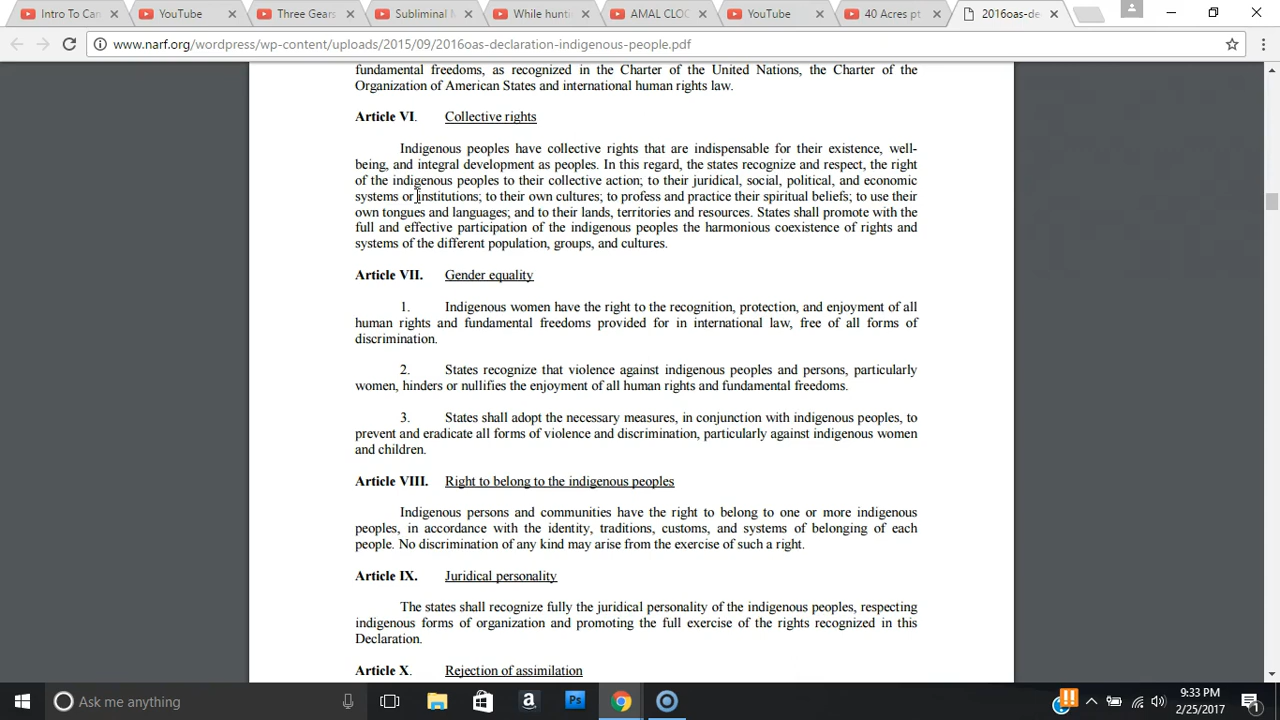 Intro To Can
YouTube
Three Gears
Subliminal M
While hunti
AMAL CLOC
YouTube
40 Acres pt
2016oas-de
www.narf.org/wordpress/wp-content/uploads/2015/09/2016oas-declaration-indigenous-people.pdf
fundamental freedoms, as recognized in the Charter of the United Nations, the Charter of the
Organization of American States and international human rights law.
Article VI. Collective rights
Indigenous peoples have collective rights that are indispensable for their existence, well-
being, and integral development as peoples. In this regard, the states recognize and respect, the right
of the indigenous peoples to their collective action; to their juridical, social, political, and economic
systems or institutions; to their own cultures; to profess and practice their spiritual beliefs; to use their
own tongues and languages; and to their lands, territories and resources. States shall promote with the
full and effective participation of the indigenous peoples the harmonious coexistence of rights and
systems of the different population, groups, and cultures.
Article VII. Gender equality
1. Indigenous women have the right to the recognition, protection, and enjoyment of all
human rights and fundamental freedoms provided for in international law, free of all forms of
discrimination.
2. States recognize that violence against indigenous peoples and persons, particularly
women, hinders or nullifies the enjoyment of all human rights and fundamental freedoms.
3. States shall adopt the necessary measures, in conjunction with indigenous peoples, to
prevent and eradicate all forms of violence and discrimination, particularly against indigenous women
and children.
Article VIII. Right to belong to the indigenous peoples
Indigenous persons and communities have the right to belong to one or more indigenous
peoples, in accordance with the identity, traditions, customs, and systems of belonging of each
people. No discrimination of any kind may arise from the exercise of such a right.
Article IX. Juridical personality
The states shall recognize fully the juridical personality of the indigenous peoples, respecting
indigenous forms of organization and promoting the full exercise of the rights recognized in this
Declaration.
Article X. Rejection of assimilation
Ask me anything
Ps
9:33 PM
2/25/2017
1